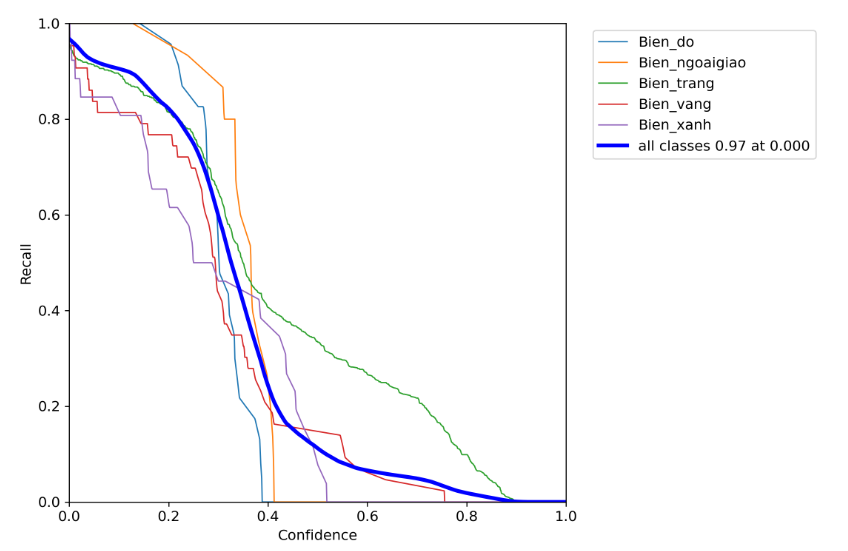 1.0
0.8
0.6
0.4
0.2
0.0
Recall
0.0 0.2 0.4 0.6 0.8 1.0
Confidence
Bien_do
Bien_ngoaigiao
Bien_trang
Bien_vang
Bien_xanh
all classes 0.97 at 0.000